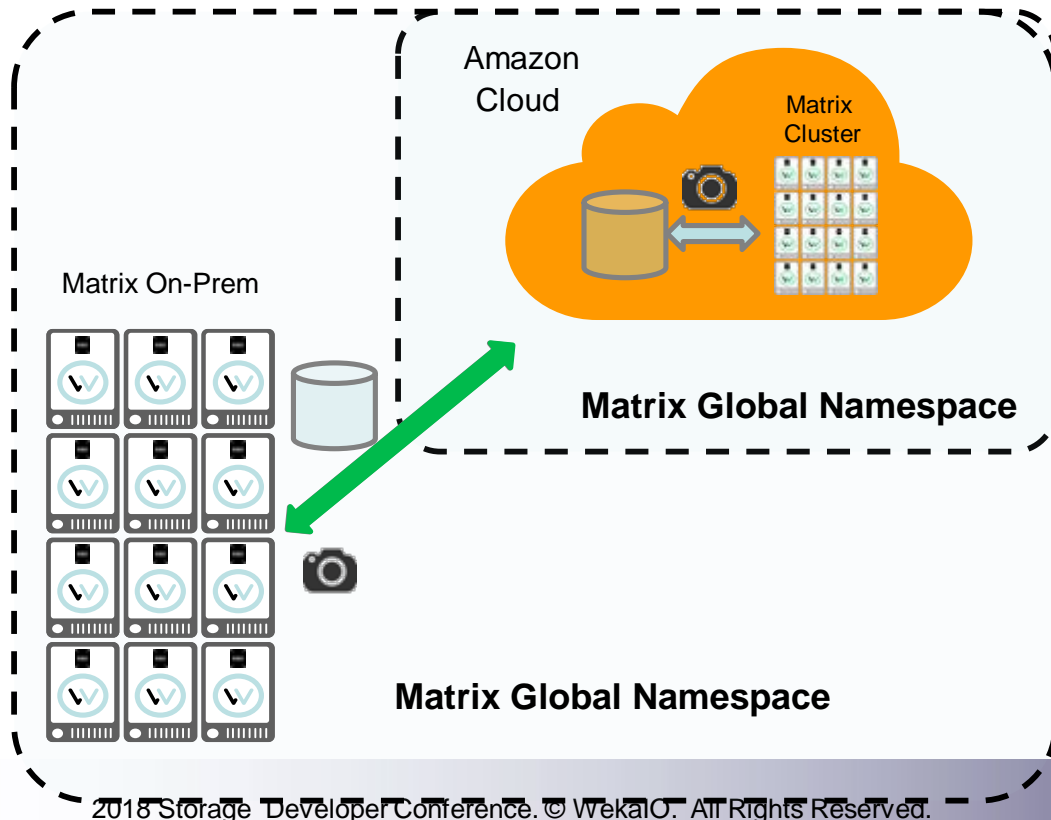 Amazon
Cloud
Matrix
Cluster
Matrix On-Prem
Matrix Global Namespace
Matrix Global Namespace
2018 Storage Developer Conference. © WekaIO. All Rights Reserved.